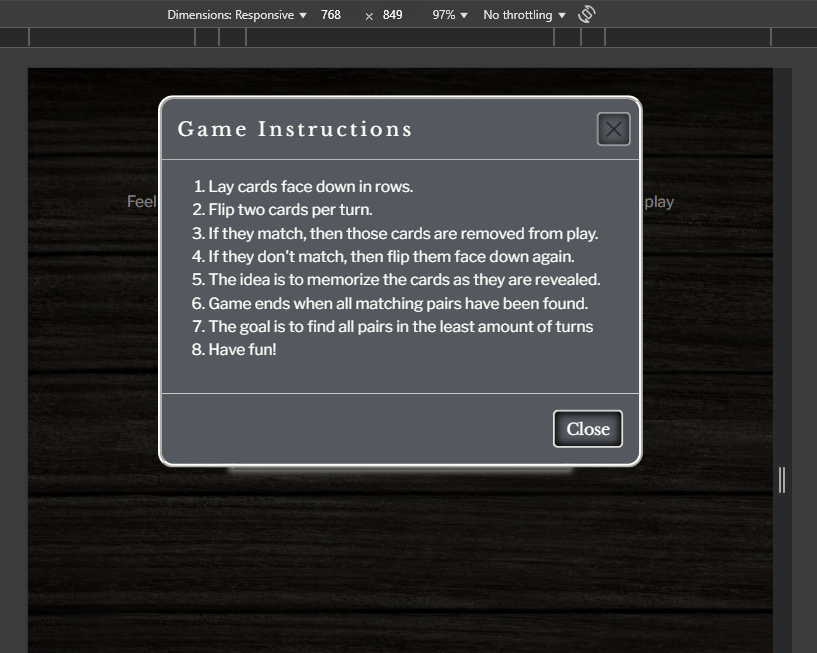 Dimensions: Responsive 768 × 849 97% No throttling
Game Instructions
Feel
play
1. Lay cards face down in rows.
2. Flip two cards per turn.
3. If they match, then those cards are removed from play.
4. If they don't match, then flip them face down again.
5. The idea is to memorize the cards as they are revealed.
6. Game ends when all matching pairs have been found.
7. The goal is to find all pairs in the least amount of turns
8. Have fun!
Close